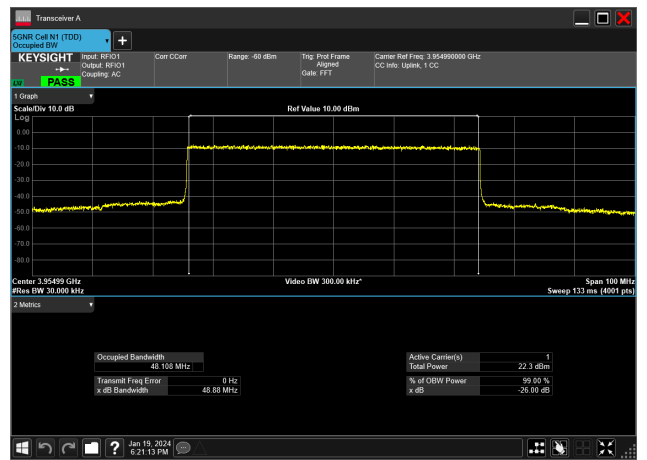 Transceiver A
5GNR Cell N1 (TDD)
Occupied BW
KEYSIGHT
LXI
PASS
Input: RFIO1
Output: RFIO1
Coupling: AC
Corr CCorr
Range: -60 dBm
Trig: Prot Frame
Aligned
Gate: FFT
Carrier Ref Freq: 3.954990000 GHz
CC Info: Uplink, 1 CC
1 Graph
Scale/Div 10.0 dB
Ref Value 10.00 dBm
Log
0.00
-10.0
-20.0
-30.0
-40.0
-50.0
-60.0
-70.0
-80.0
Center 3.95499 GHz
Video BW 300.00 kHz*
Span 100 MHz
#Res BW 30.000 kHz
Sweep 133 ms (4001 pts)
2 Metrics
Occupied Bandwidth
48.108 MHz
Transmit Freq Error 0 Hz
x dB Bandwidth 48.88 MHz
Active Carrier(s) 1
Total Power 22.3 dBm
% of OBW Power 99.00 %
x dB -26.00 dB
Jan 19, 2024
6:21:13 PM